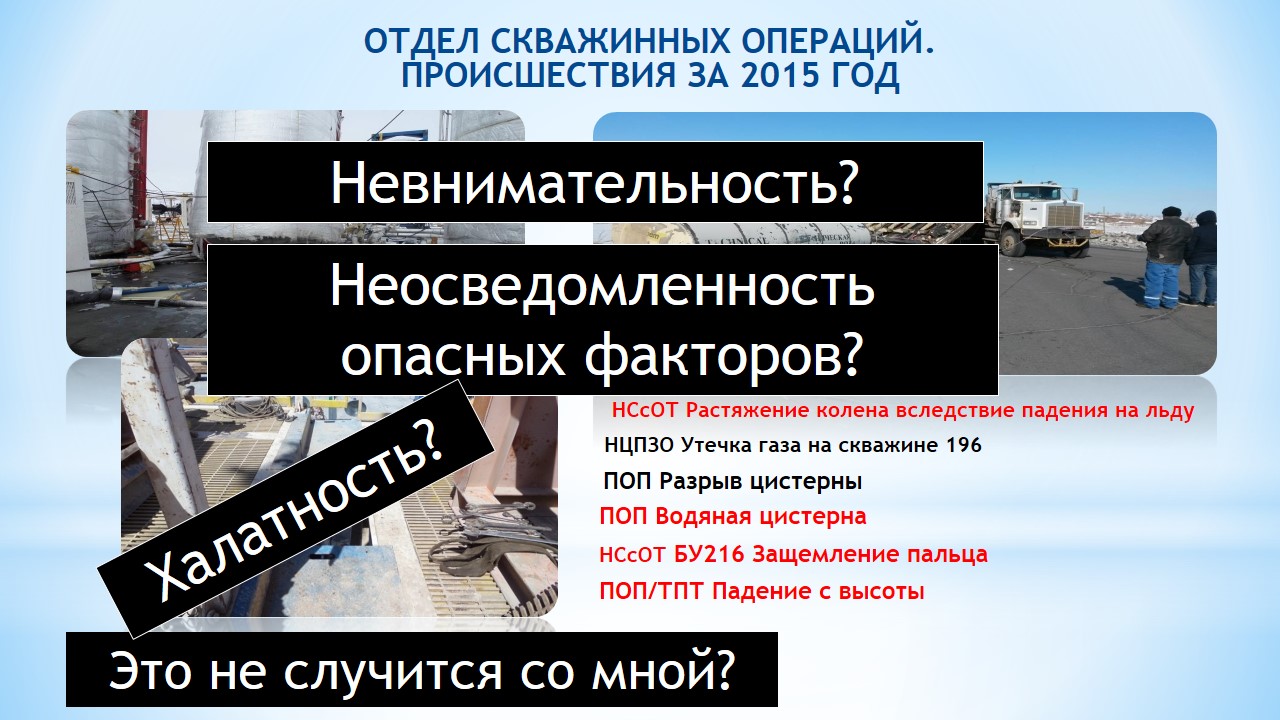 ОТДЕЛ СКВАЖИННЫХ ОПЕРАЦИЙ.
ПРОИСШЕСТВИЯ ЗА 2015 ГОД
Невнимательность?
TECHNICAL
Неосведомленность
опасных факторов?
НСсОТ Растяжение колена вследствие падения на льду
НЦПЗО Утечка газа на скважине 196
ПОП Разрыв цистерны
ПОП Водяная цистерна
НСсОТ БУ216 Защемление пальца
ПОП/ТПТ Падение с высоты
Халатность?
Это не случится со мной?